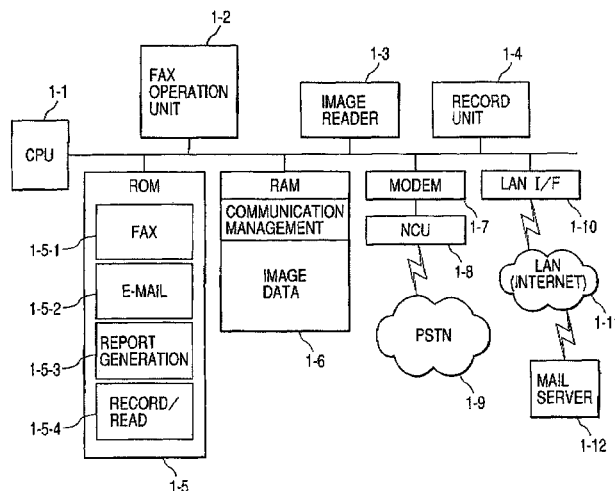 1-2
FAX
OPERATION
UNIT
1-3
IMAGE
READER
1-4
RECORD
UNIT
1-1
CPU
ROM
FAX
1-5-1
E-MAIL
1-5-2
REPORT
GENERATION
1-5-3
RECORD/
READ
1-5-4
1-5
RAM
COMMUNICATION
MANAGEMENT
IMAGE
DATA
1-6
MODEM
1-7
NCU
1-8
PSTN
1-9
LAN I/F
1-10
LAN
(INTERNET)
1-11
MAIL
SERVER
1-12